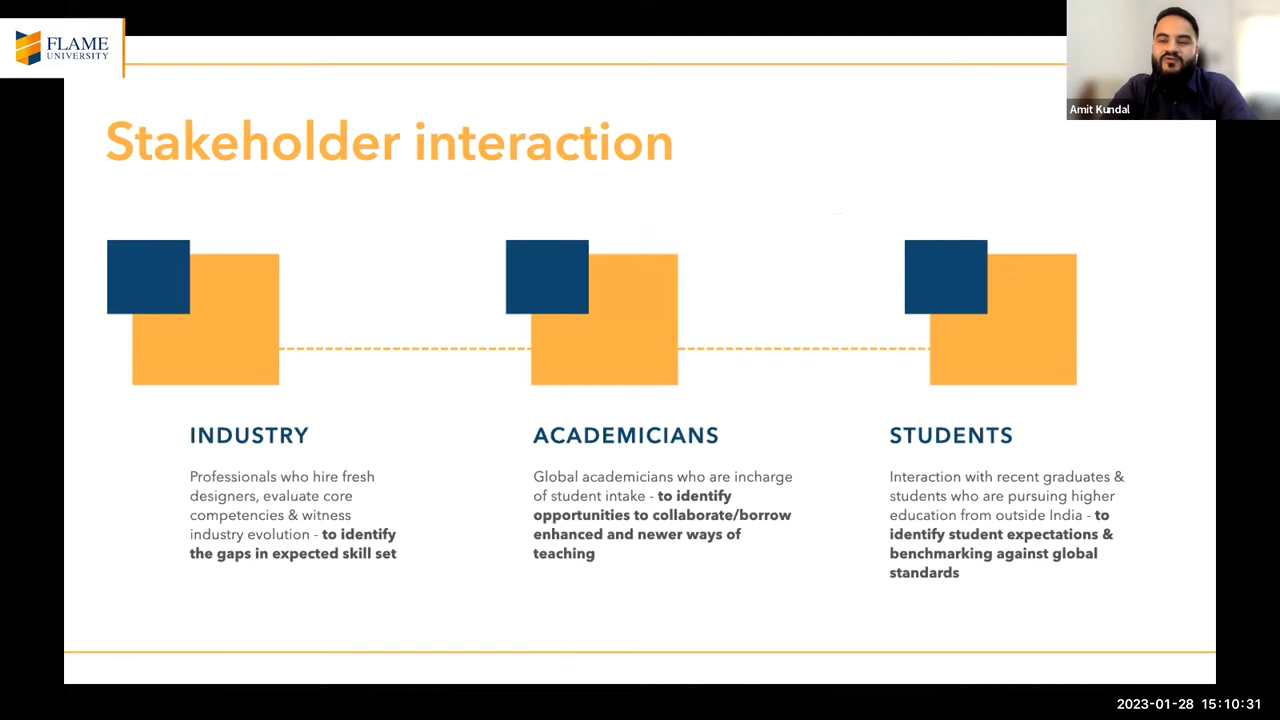 FLAME
UNIVERSITY
Amit Kundal
Stakeholder interaction
INDUSTRY
Professionals who hire fresh
designers, evaluate core
competencies & witness
industry evolution - to identify
the gaps in expected skill set
ACADEMICIANS
Global academicians who are incharge
of student intake - to identify
opportunities to collaborate/borrow
enhanced and newer ways of
teaching
STUDENTS
Interaction with recent graduates &
students who are pursuing higher
education from outside India - to
identify student expectations &
benchmarking against global
standards
2023-01-28 15:10:31